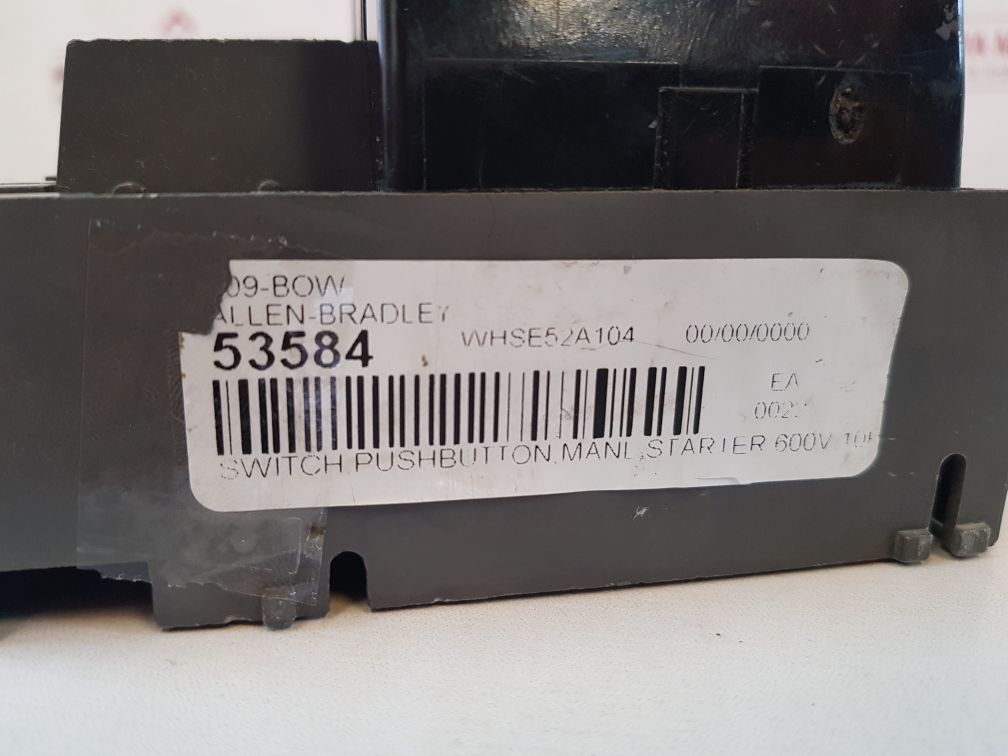 09-BOW
ALLEN-BRADLEY
53584 WHSE52A104 00/00/0000
EA
SWITCH PUSHBUTTON,MANL,STARTER 600V